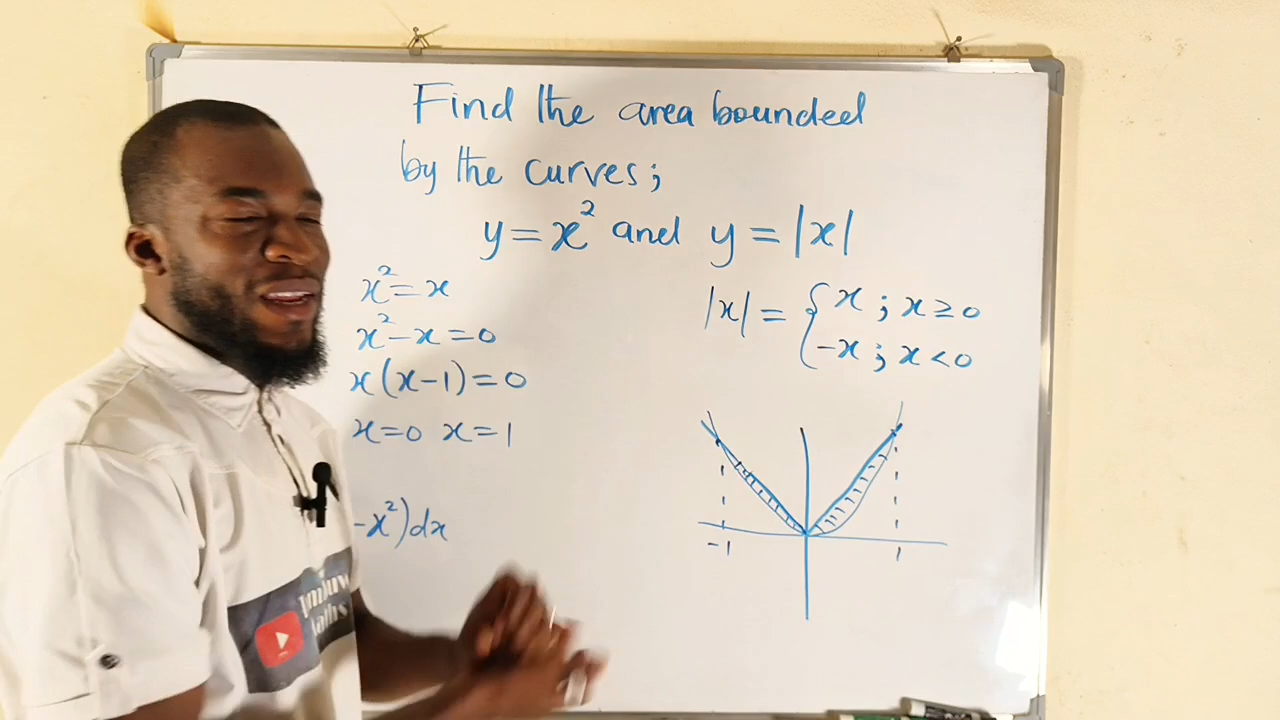 Find the area bounded
by the curves;
y = x² and y = |x|
x² = x
x² - x = 0
x(x-1) = 0
x = 0 x = 1
-x²)dx
|x| = { x ; x ≥ 0
-x ; x < 0
-1 1